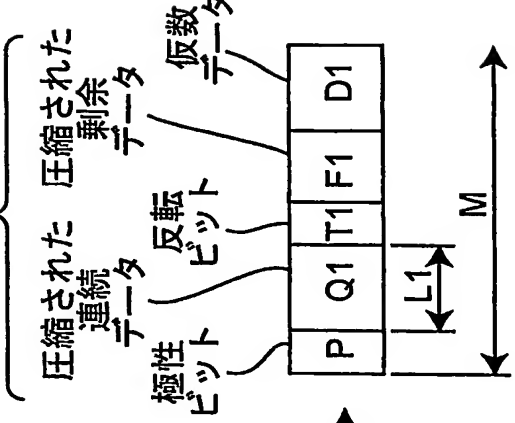 圧縮された
連続
データ
圧縮された
剰余
データ
極性
ビット
反転
ビット
仮数
データ
P
Q1
T1
F1
D1
L1
M